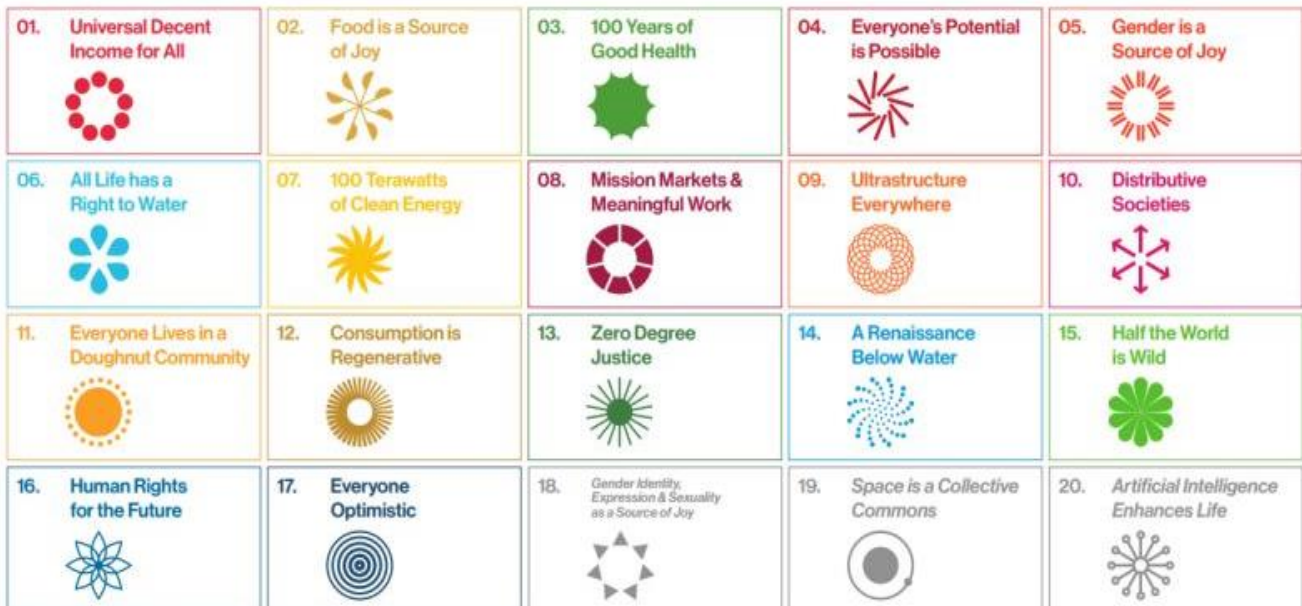 01. Universal Decent
Income for All
02. Food is a Source
of Joy
03. 100 Years of
Good Health
04. Everyone's Potential
is Possible
05. Gender is a
Source of Joy
06. All Life has a
Right to Water
07. 100 Terawatts
of Clean Energy
08. Mission Markets &
Meaningful Work
09. Ultrastructure
Everywhere
10. Distributive
Societies
11. Everyone Lives in a
Doughnut Community
12. Consumption is
Regenerative
13. Zero Degree
Justice
14. A Renaissance
Below Water
15. Half the World
is Wild
16. Human Rights
for the Future
17. Everyone
Optimistic
18. Gender Identity,
Expression & Sexuality
as a Source of Joy
19. Space is a Collective
Commons
20. Artificial Intelligence
Enhances Life